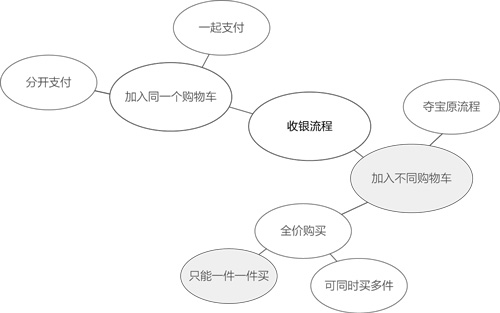 一起支付
分开支付
加入同一个购物车
夺宝原流程
收银流程
加入不同购物车
全价购买
只能一件一件买
可同时买多件